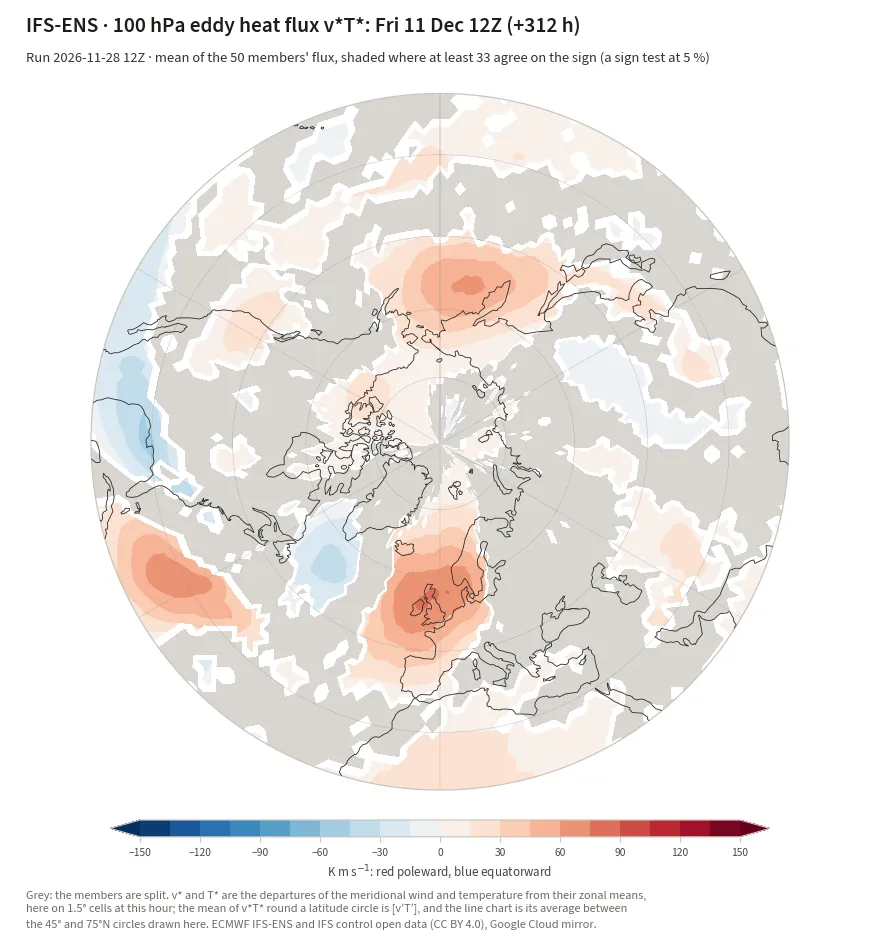 IFS-ENS · 100 hPa eddy heat flux v*T*: Fri 11 Dec 12Z (+312 h)
Run 2026-11-28 12Z · mean of the 50 members' flux, shaded where at least 33 agree on the sign (a sign test at 5 %)
−150 −120 −90 −60 −30 0 30 60 90 120 150
K m s⁻¹: red poleward, blue equatorward
Grey: the members are split. v* and T* are the departures of the meridional wind and temperature from their zonal means,
here on 1.5° cells at this hour; the mean of v*T* round a latitude circle is [v′T′], and the line chart is its average between
the 45° and 75°N circles drawn here. ECMWF IFS-ENS and IFS control open data (CC BY 4.0), Google Cloud mirror.